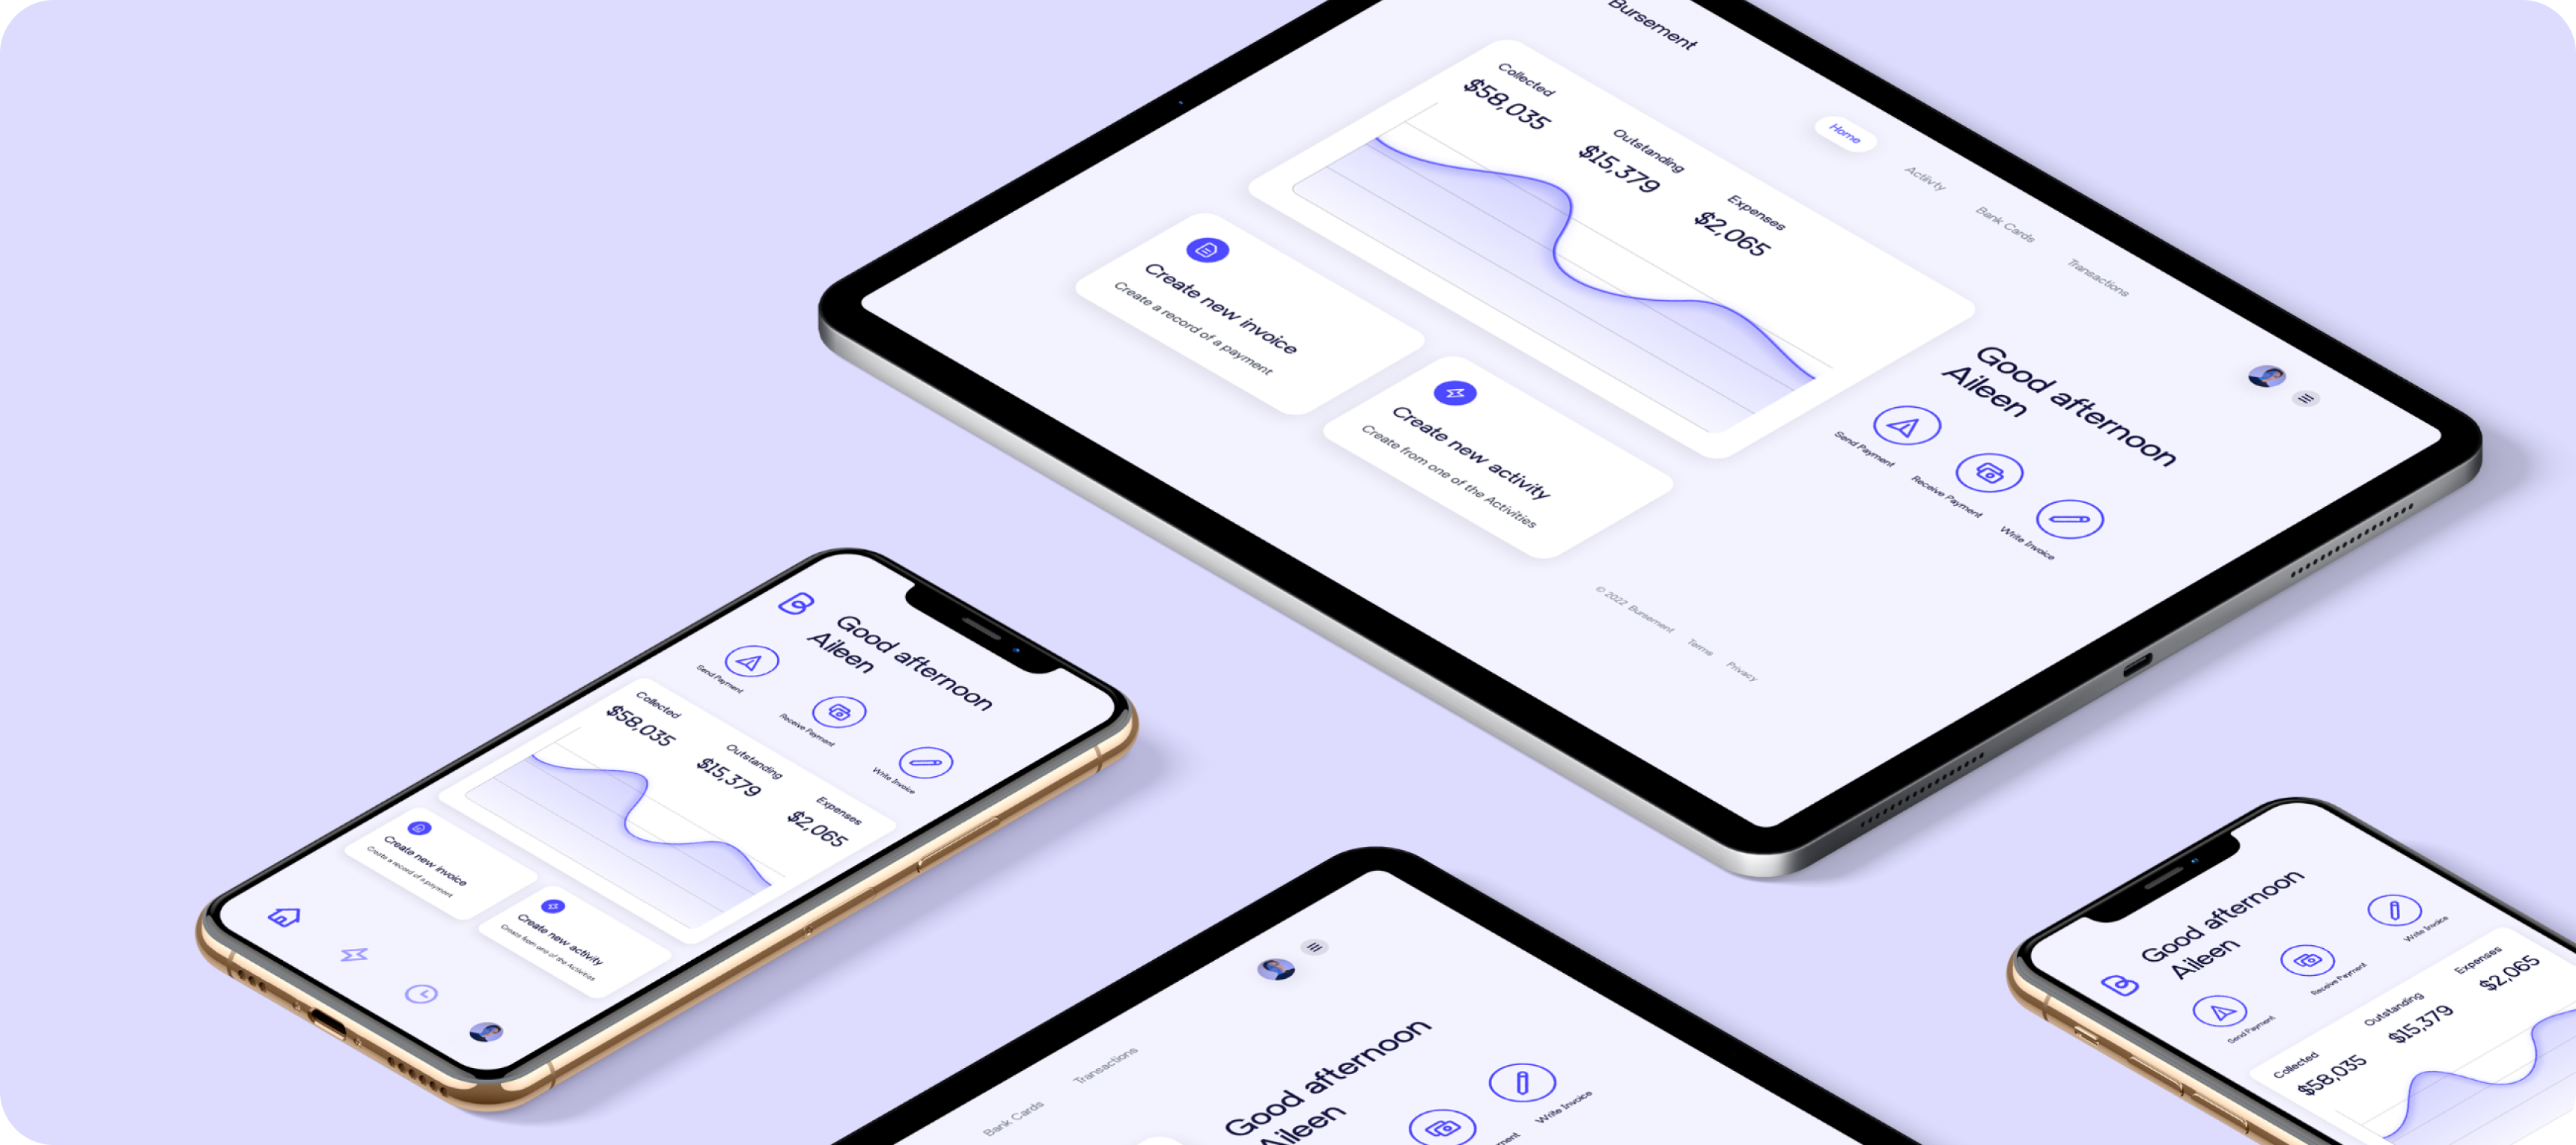 Bursement
Home
Actiivty
Bank Cards
Transactions
Collected
$58,035
Outstanding
$15,379
Expenses
$2,065
Create new invoice
Create a record of a payment
Create new activity
Create from one of the Activities
Good afternoon
Aileen
Send Payment
Receive Payment
Write Invoice
© 2022 Bursement
Terms
Privacy
Good afternoon
Aileen
Send Payment
Receive Payment
Write Invoice
Collected
$58,035
Outstanding
$15,379
Expenses
$2,065
Create new invoice
Create a record of a payment
Create new activity
Create from one of the Activities
Transactions
Bank Cards
Good afternoon
Aileen
Write Invoice
Good afternoon
Aileen
Send Payment
Receive Payment
Write Invoice
Collected
$58,035
Outstanding
$15,379
Expenses
$2,065